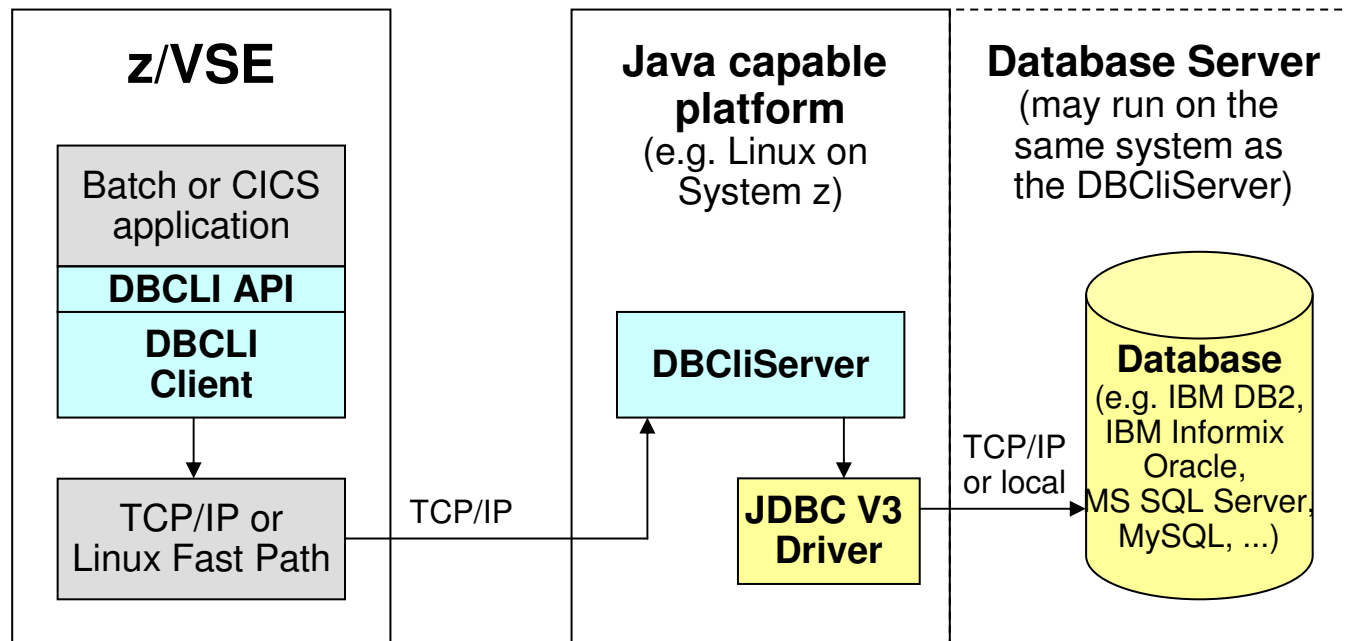 z/VSE
Batch or CICS
application
DBCLI API
DBCLI
Client
TCP/IP or
Linux Fast Path
TCP/IP
Java capable
platform
(e.g. Linux on
System z)
DBCliServer
JDBC V3
Driver
TCP/IP
or local
Database Server
(may run on the
same system as
the DBCliServer)
Database
(e.g. IBM DB2,
IBM Informix
Oracle,
MS SQL Server,
MySQL, ...)